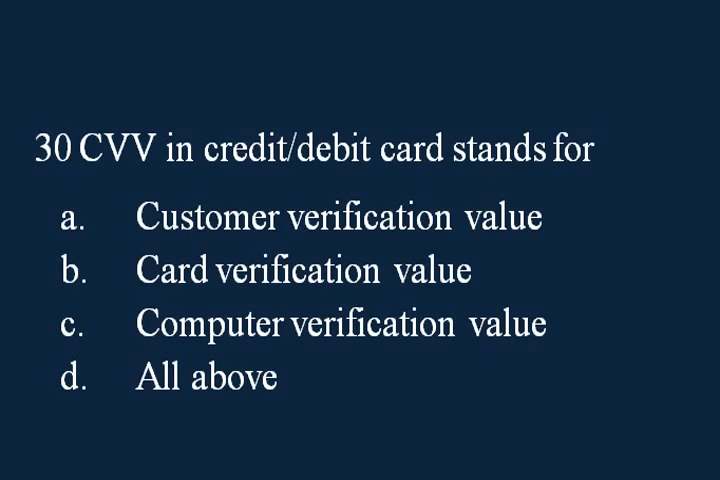 30 CVV in credit/debit card stands for
a. Customer verification value
b. Card verification value
c. Computer verification value
d. All above